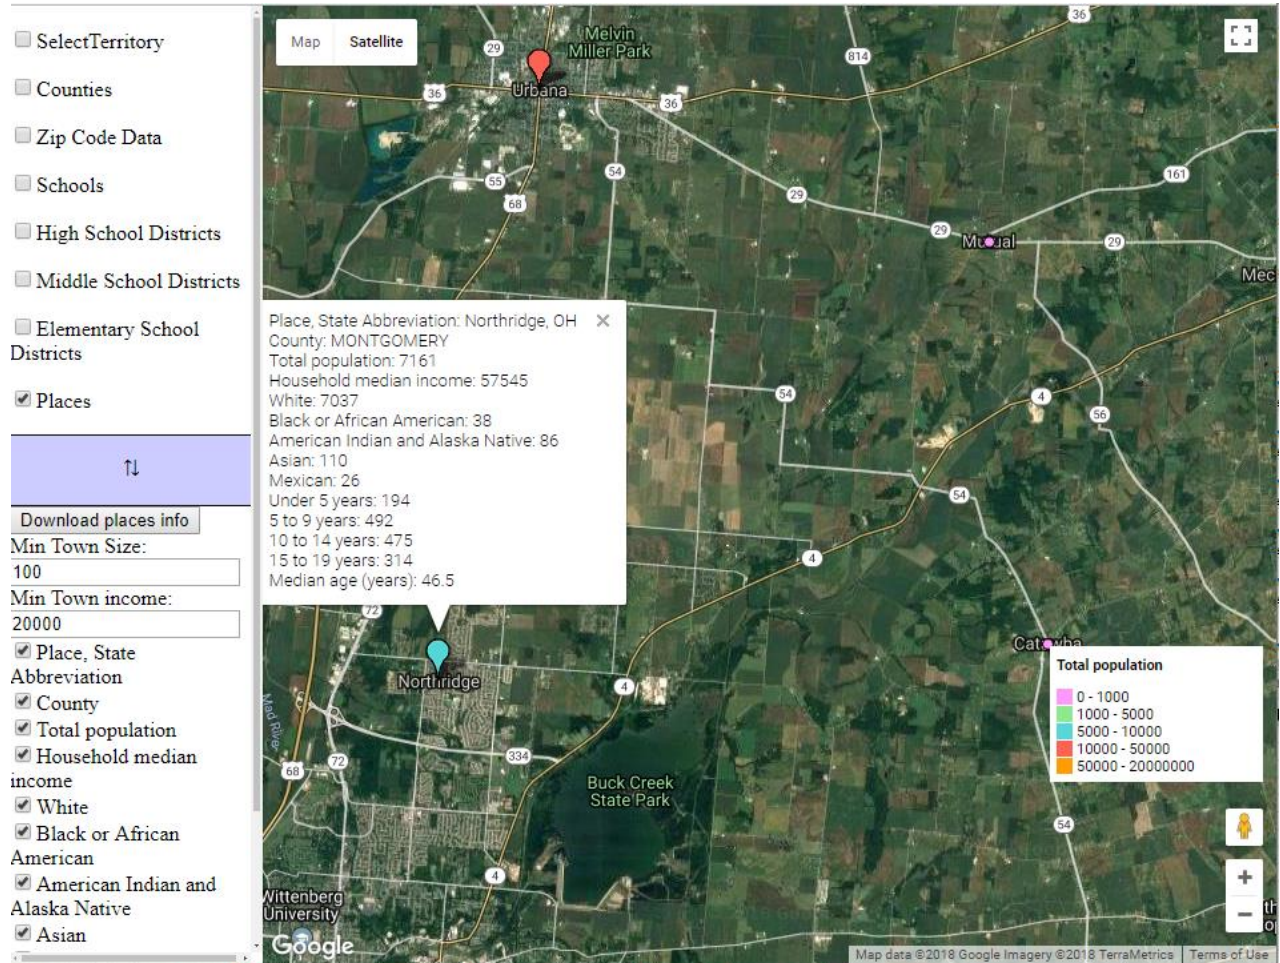 SelectTerritory
Counties
Zip Code Data
Schools
High School Districts
Middle School Districts
Elementary School
Districts
Places
⇅
Download places info
Min Town Size:
100
Min Town income:
20000
Place, State
Abbreviation
County
Total population
Household median
income
White
Black or African
American
American Indian and
Alaska Native
Asian
Map
Satellite
Melvin
Miller Park
36
29
814
36
Urbana
36
54
161
55
29
68
29
Mutual
29
Mec
Place, State Abbreviation: Northridge, OH
County: MONTGOMERY
Total population: 7161
Household median income: 57545
White: 7037
Black or African American: 38
American Indian and Alaska Native: 86
Asian: 110
Mexican: 26
Under 5 years: 194
5 to 9 years: 492
10 to 14 years: 475
15 to 19 years: 314
Median age (years): 46.5
54
4
56
54
4
72
Catawba
Northridge
4
Mad River
Total population
0 - 1000
1000 - 5000
5000 - 10000
10000 - 50000
50000 - 20000000
334
72
68
Buck Creek
State Park
54
4
Wittenberg
University
Google
Map data ©2018 Google Imagery ©2018 TerraMetrics
Terms of Use